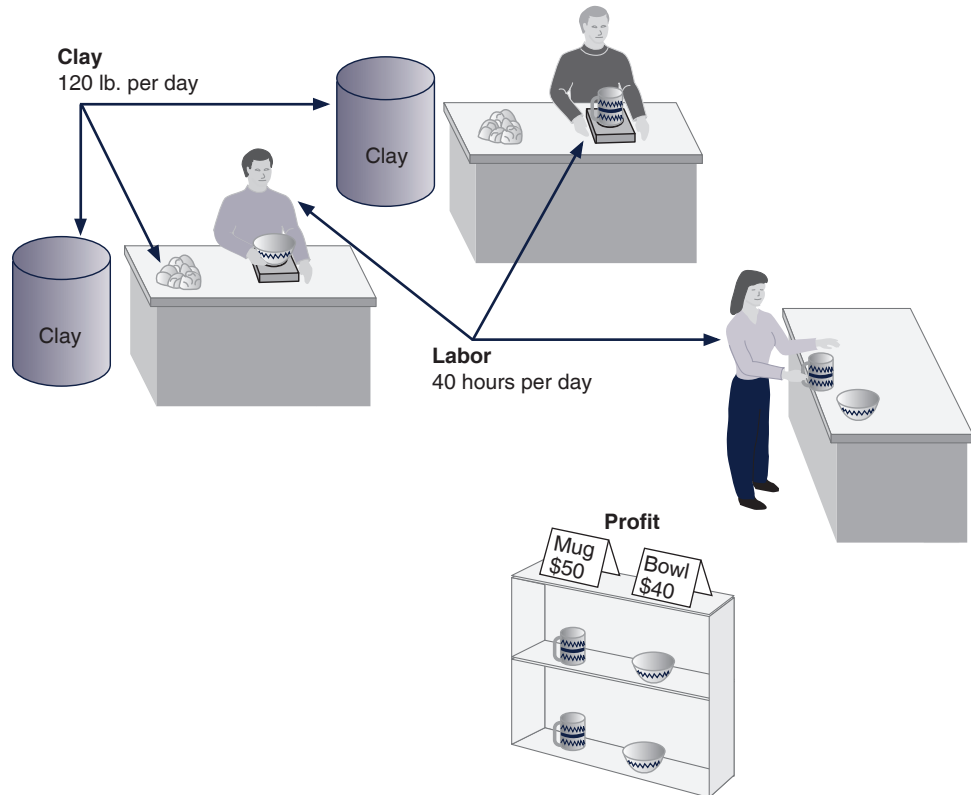 Clay
120 lb. per day
Clay
Clay
Labor
40 hours per day
Profit
Mug
$50
Bowl
$40